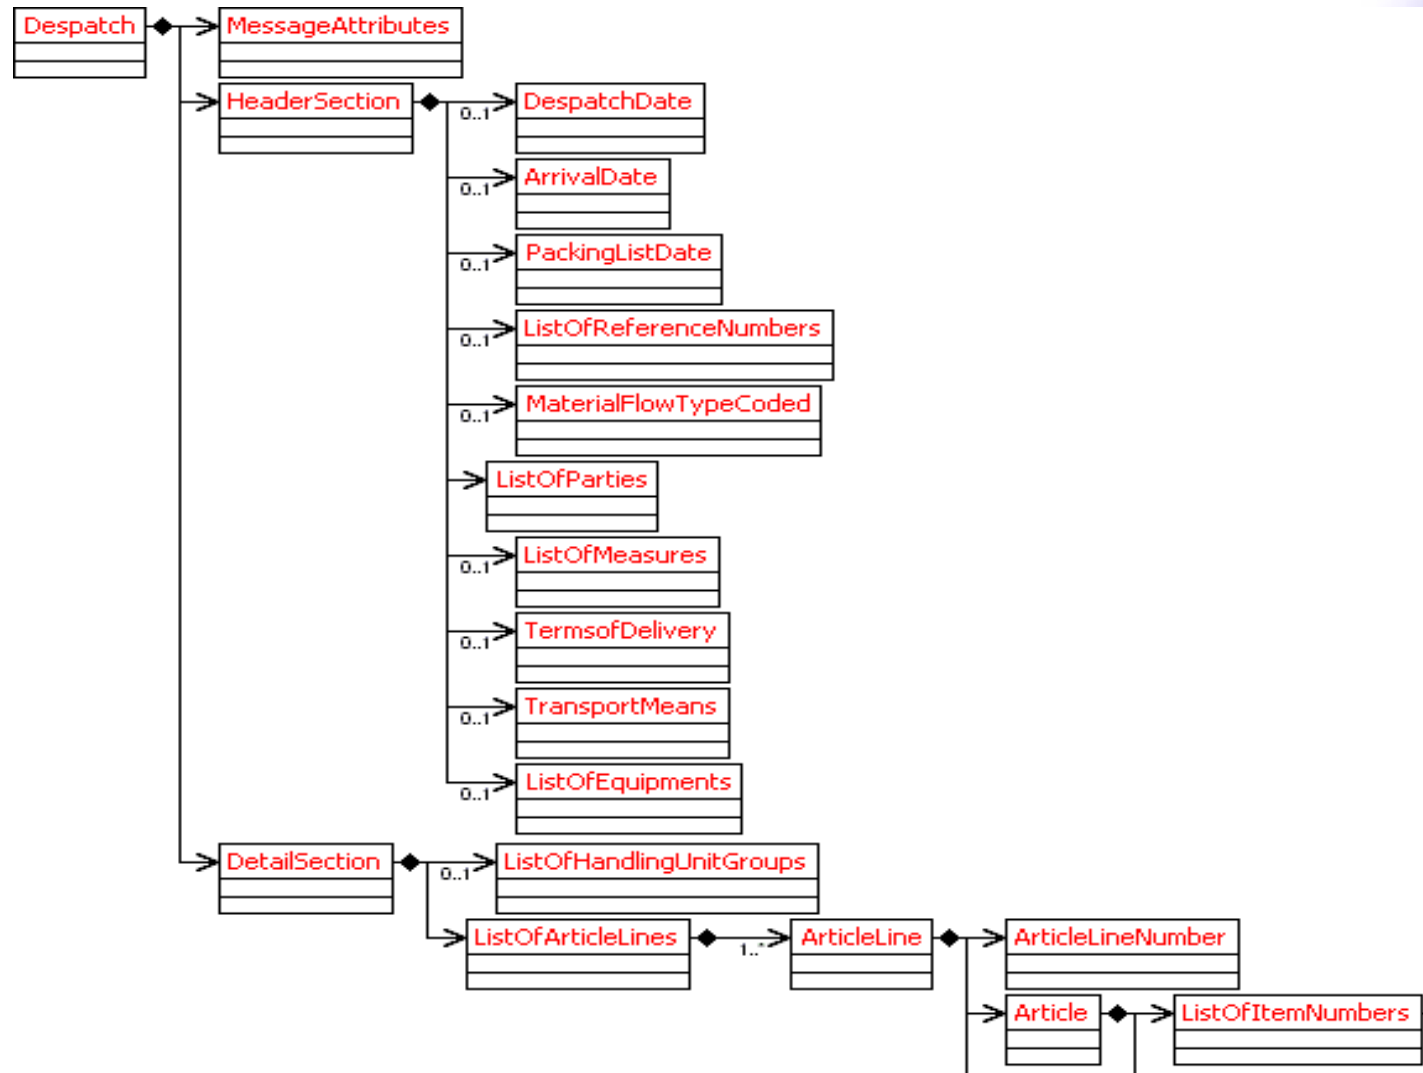 Despatch
MessageAttributes
HeaderSection
0..1
DespatchDate
0..1
ArrivalDate
0..1
PackingListDate
0..1
ListOfReferenceNumbers
0..1
MaterialFlowTypeCoded
ListOfParties
0..1
ListOfMeasures
0..1
TermsofDelivery
0..1
TransportMeans
0..1
ListOfEquipments
DetailSection
0..1
ListOfHandlingUnitGroups
ListOfArticleLines
1..*
ArticleLine
ArticleLineNumber
Article
ListOfItemNumbers